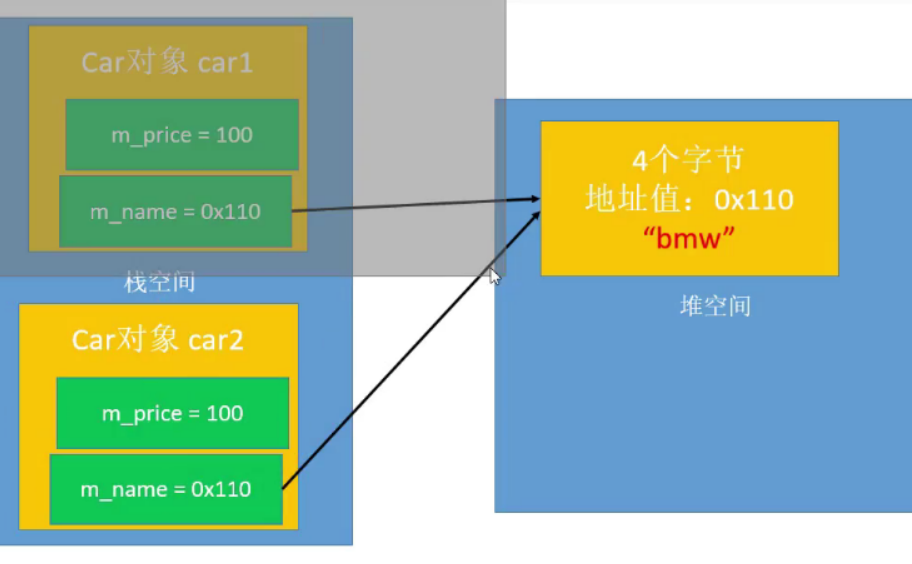 Car对象 car1
m_price = 100
m_name = 0x110
栈空间
Car对象 car2
m_price = 100
m_name = 0x110
4个字节
地址值：0x110
“bmw”
堆空间